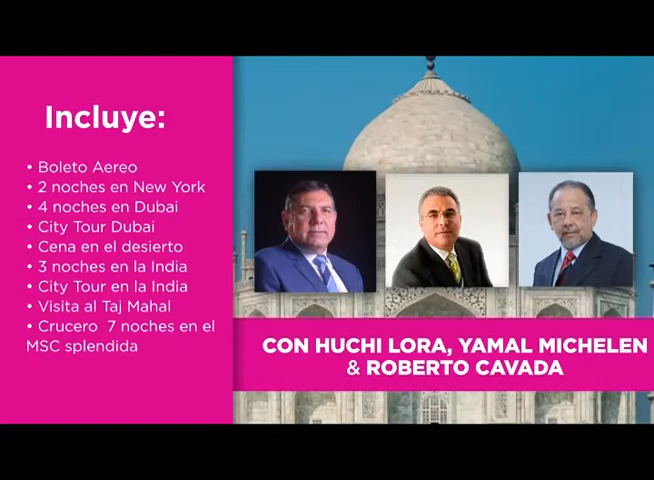 Incluye:
• Boleto Aereo
• 2 noches en New York
• 4 noches en Dubai
• City Tour Dubai
• Cena en el desierto
• 3 noches en la India
• City Tour en la India
• Visita al Taj Mahal
• Crucero 7 noches en el
MSC splendida
CON HUCHI LORA, YAMAL MICHELEN
& ROBERTO CAVADA